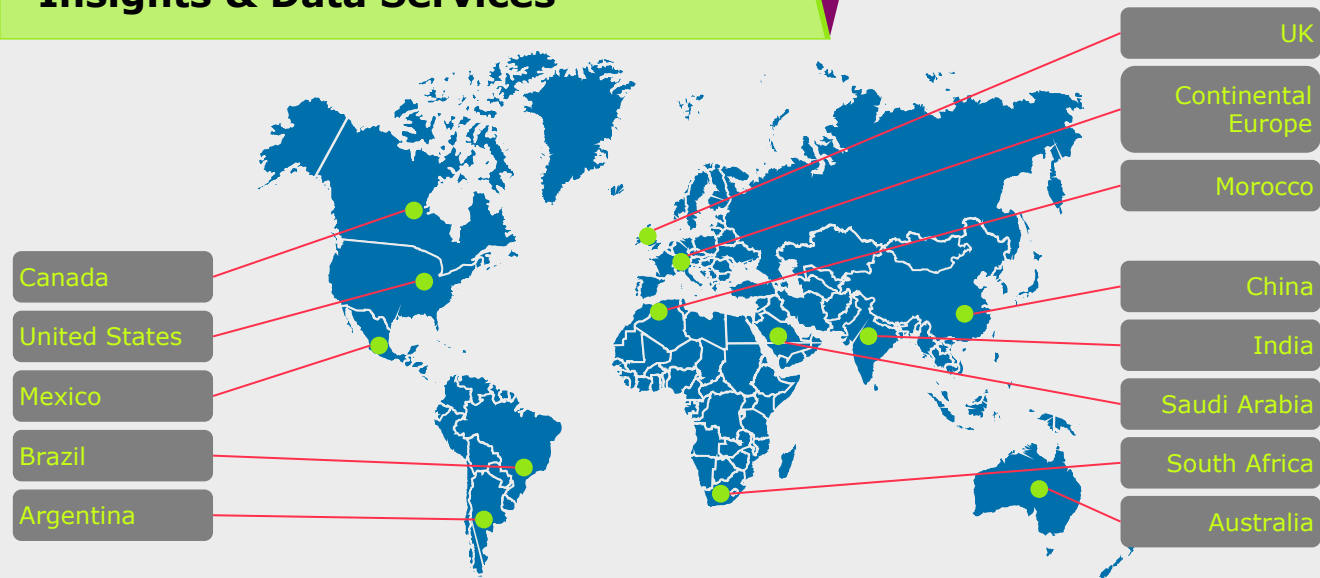 Insights & Data Services
UK
Continental
Europe
Morocco
Canada
China
United States
India
Mexico
Saudi Arabia
Brazil
South Africa
Argentina
Australia